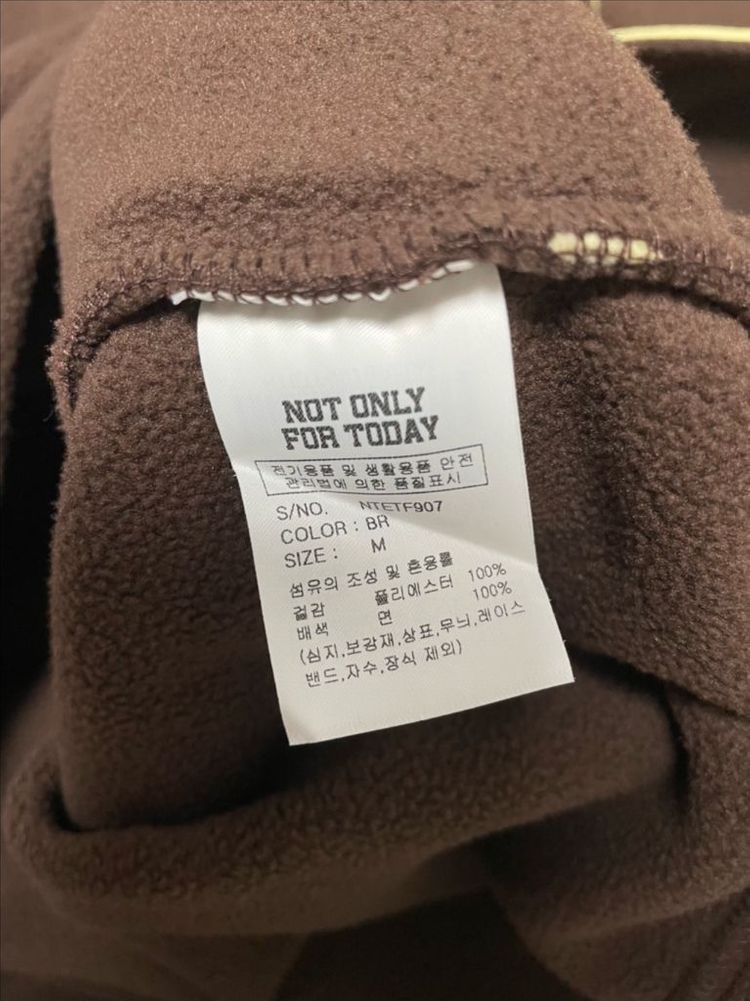 NOT ONLY
FOR TODAY
전기용품 및 생활용품 안전
관리법에 의한 품질표시
S/NO. NTETF907
COLOR : BR
SIZE : M
섬유의 조성 및 혼용률
겉감 폴리에스터 100%
배색 면 100%
(심지,보강재,상표,무늬,레이스
밴드,자수,장식 제외)